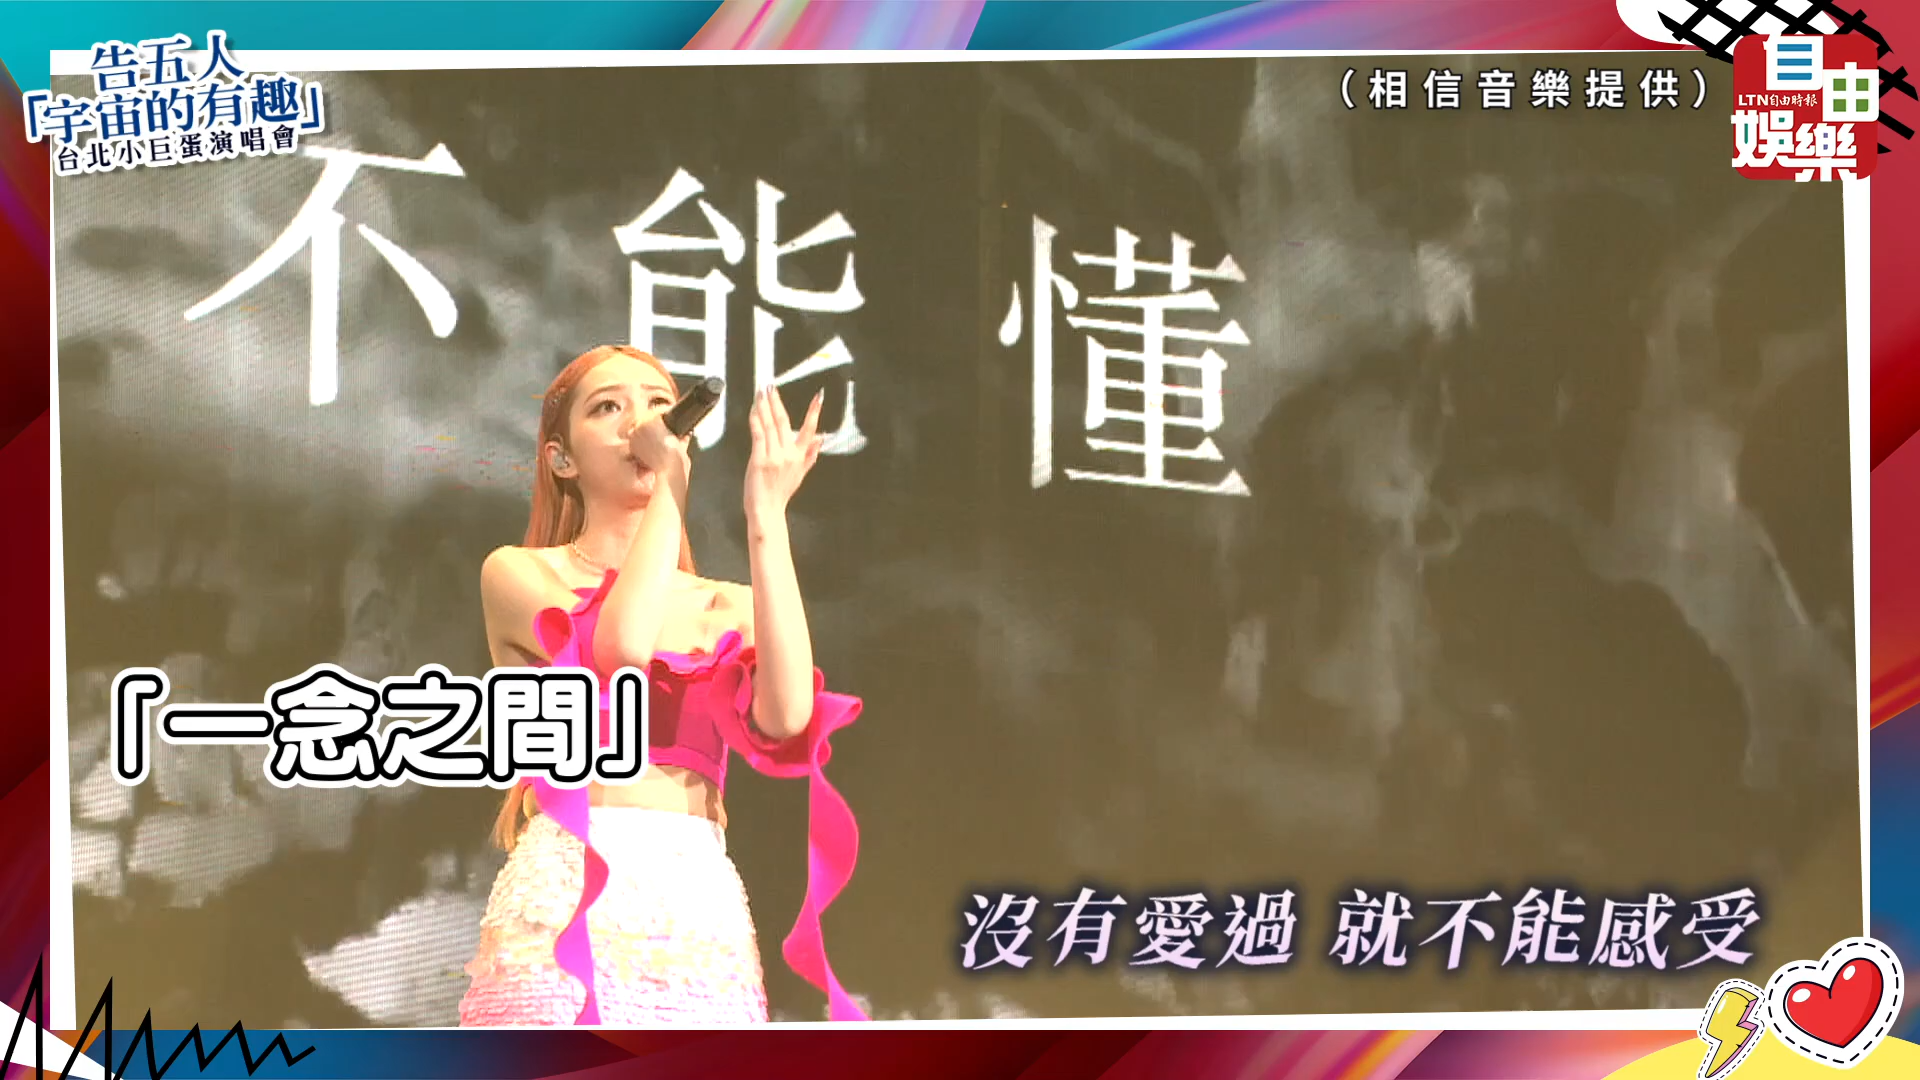 告五人
「宇宙的有趣」
台北小巨蛋演唱會
（相信音樂提供）
自由
LTN自由時報
娛樂
不能懂
「一念之間」
沒有愛過 就不能感受